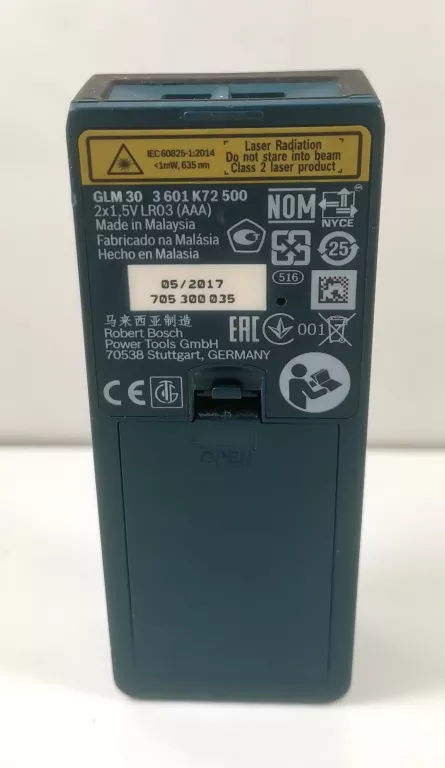 IEC 60825-1:2014
<1mW, 635 nm
Laser Radiation
Do not stare into beam
Class 2 laser product
GLM 30 3 601 K72 500
2x1,5V LR03 (AAA)
Made in Malaysia
Fabricado na Malásia
Hecho en Malasia
NOM
NYCE
25
05/2017
705 300 035
516
马来西亚制造
Robert Bosch
Power Tools GmbH
70538 Stuttgart, GERMANY
EAC
001
CE
OPEN